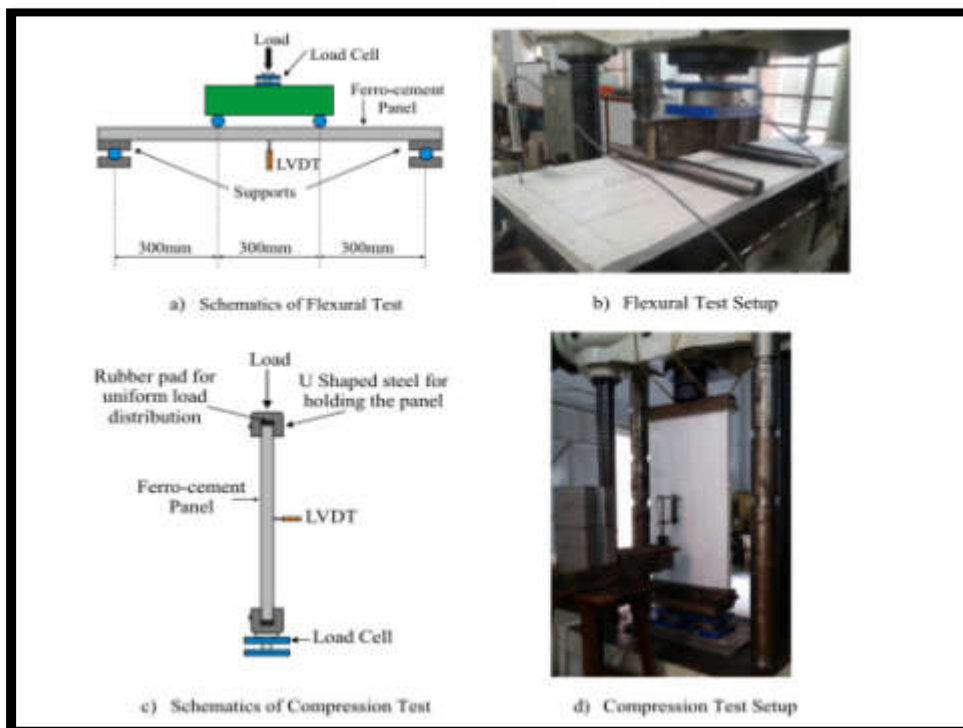 Load
Load Cell
Ferro-cement
Panel
LVDT
Supports
300mm
300mm
300mm
a) Schematics of Flexural Test
b) Flexural Test Setup
Load
Rubber pad for
uniform load
distribution
U Shaped steel for
holding the panel
Ferro-cement
Panel
LVDT
Load Cell
c) Schematics of Compression Test
d) Compression Test Setup